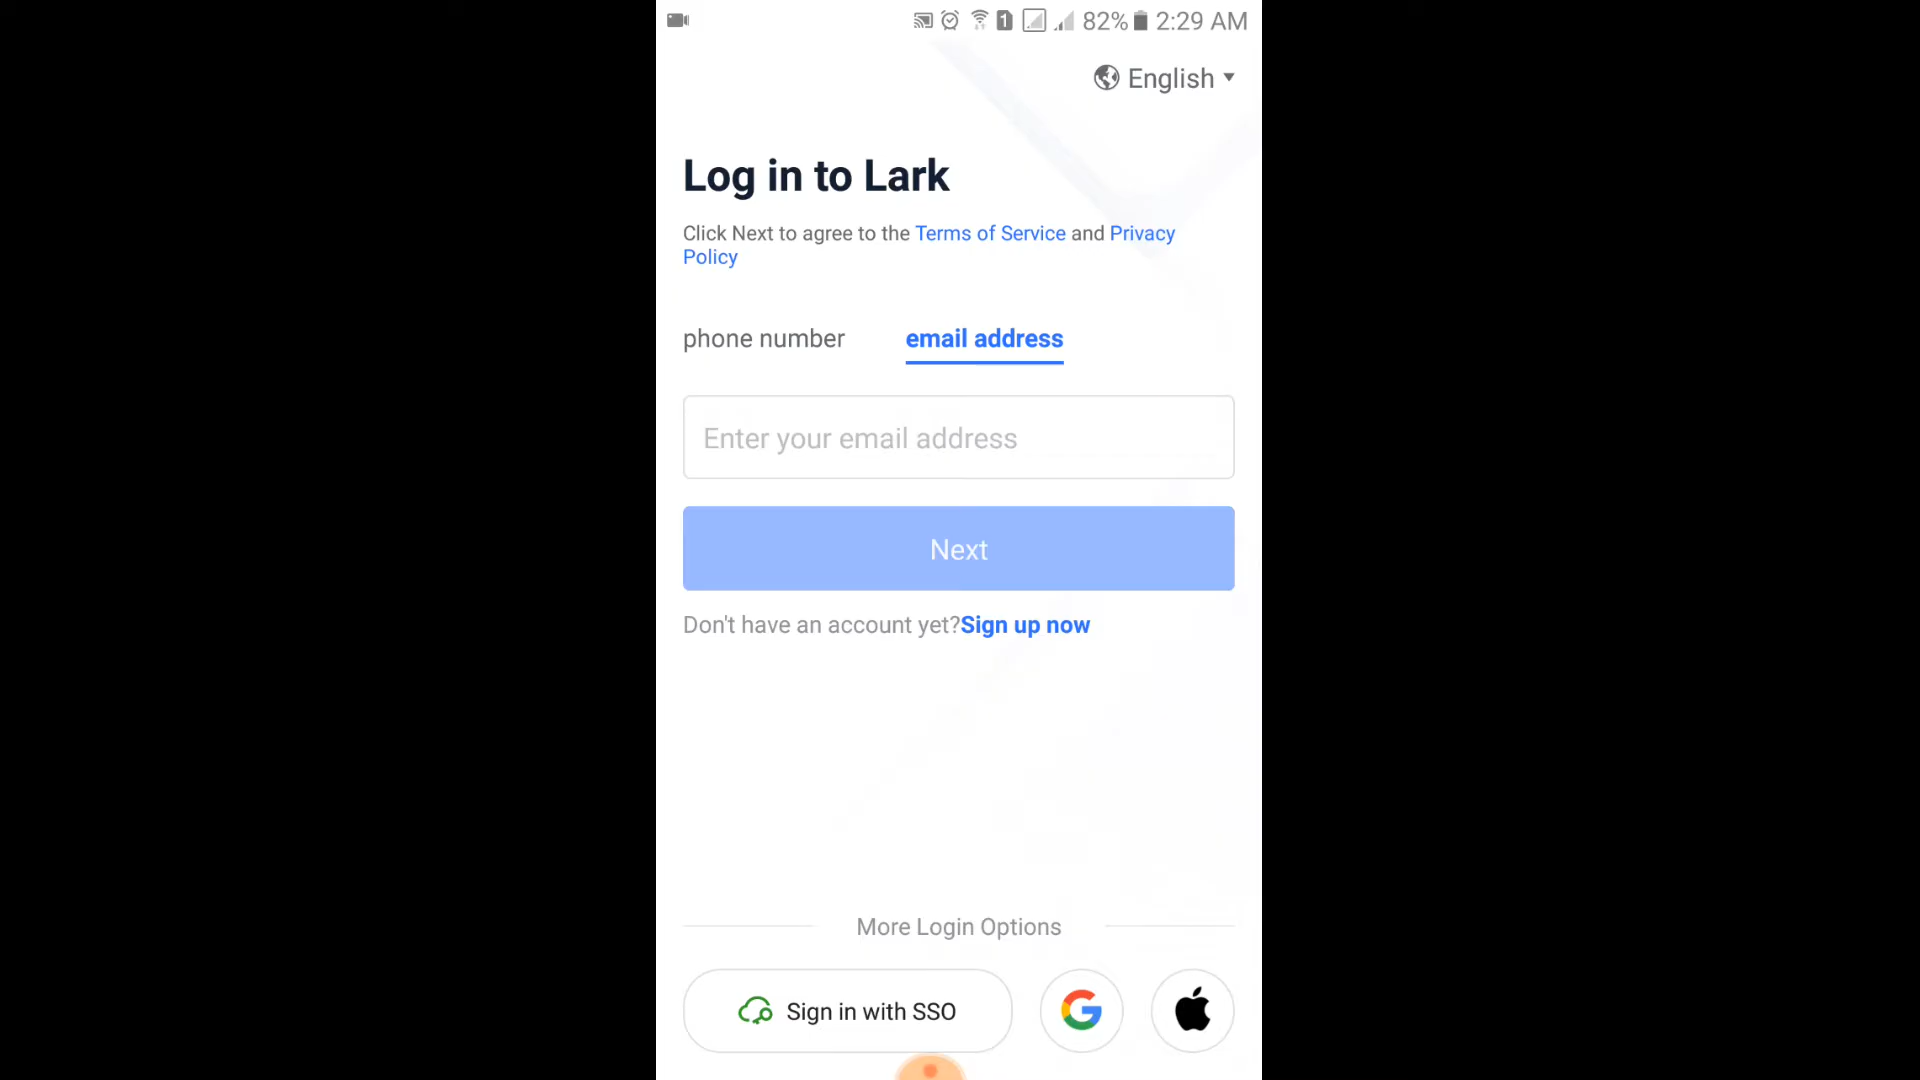 1 82% 2:29 AM
English
Log in to Lark
Click Next to agree to the Terms of Service and Privacy
Policy
phone number email address
Enter your email address
Next
Don't have an account yet?Sign up now
More Login Options
Sign in with SSO